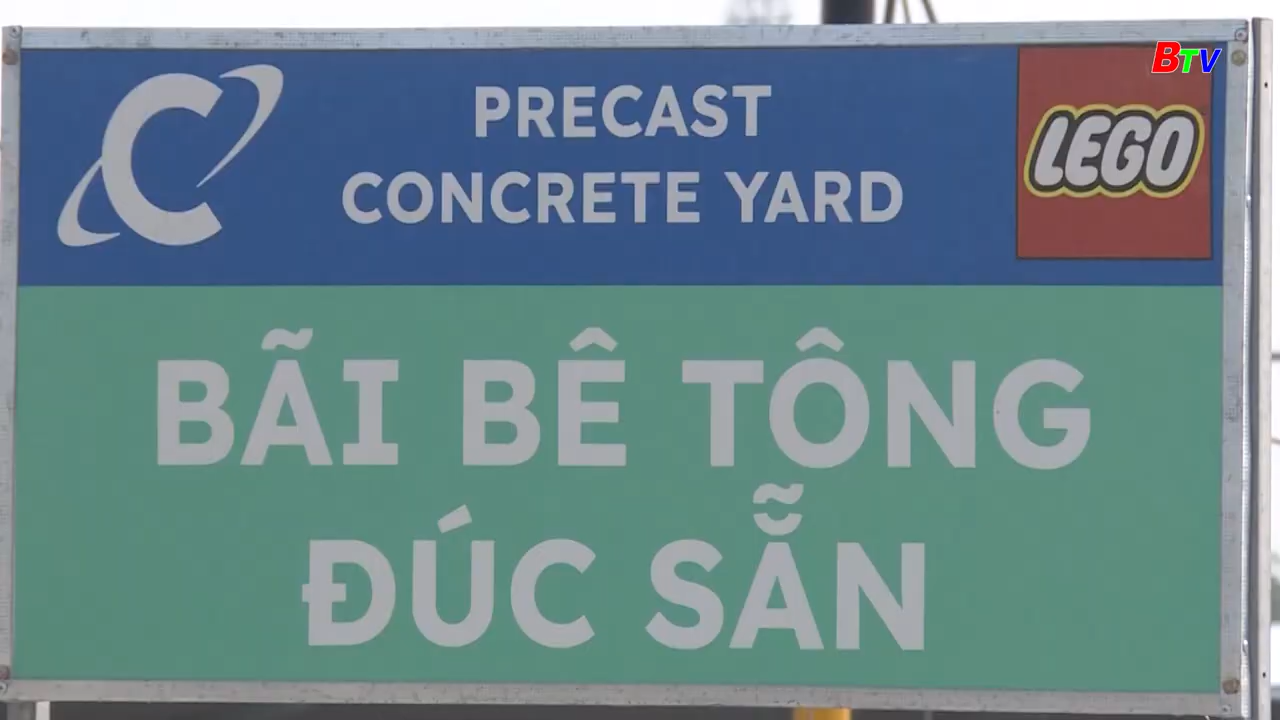 BTV
PRECAST
CONCRETE YARD
LEGO
BÃI BÊ TÔNG
ĐÚC SẴN